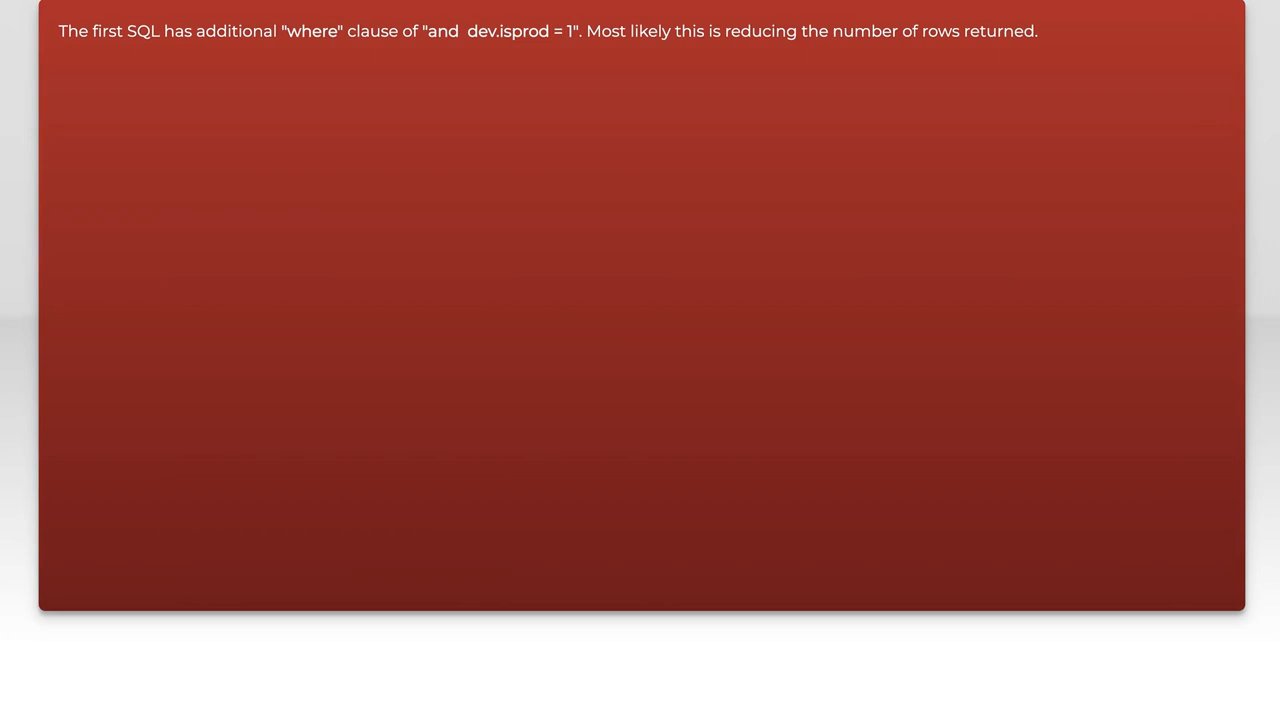 The first SQL has additional "where" clause of "and  dev.isprod = 1". Most likely this is reducing the number of rows returned.